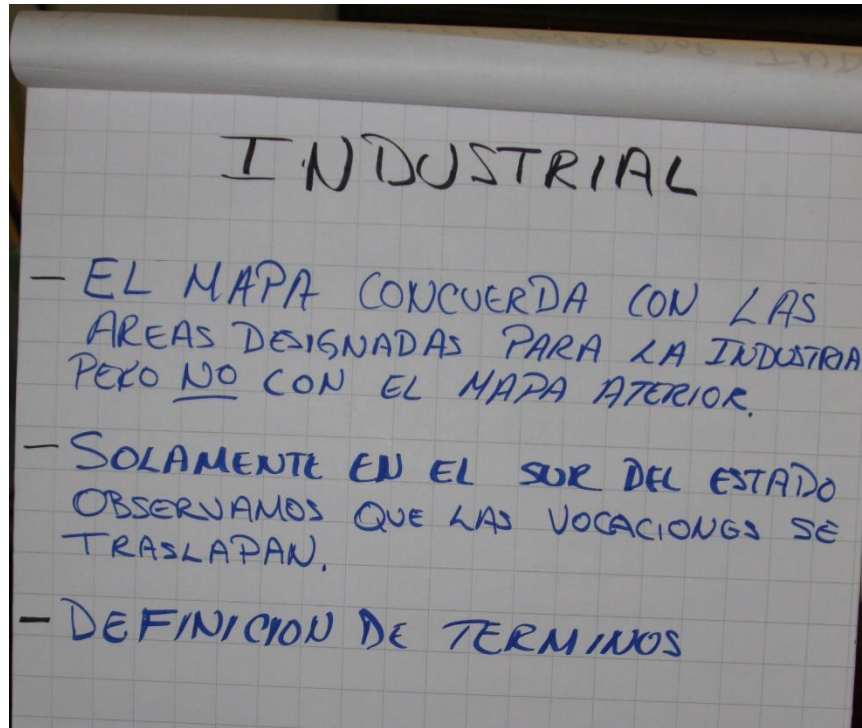 INDUSTRIAL
- EL MAPA CONCUERDA CON LAS
AREAS DESIGNADAS PARA LA INDUSTRIA
PERO NO CON EL MAPA ATERIOR.
- SOLAMENTE EN EL SUR DEL ESTADO
OBSERVAMOS QUE LAS VOCACIONES SE
TRASLAPAN.
- DEFINICION DE TERMINOS